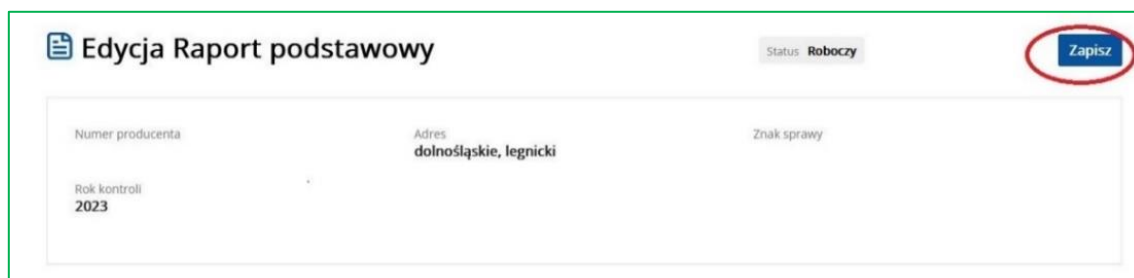 Edycja Raport podstawowy
Status Roboczy
Zapisz
Numer producenta
Adres
Znak sprawy
dolnośląskie, legnicki
Rok kontroli
2023